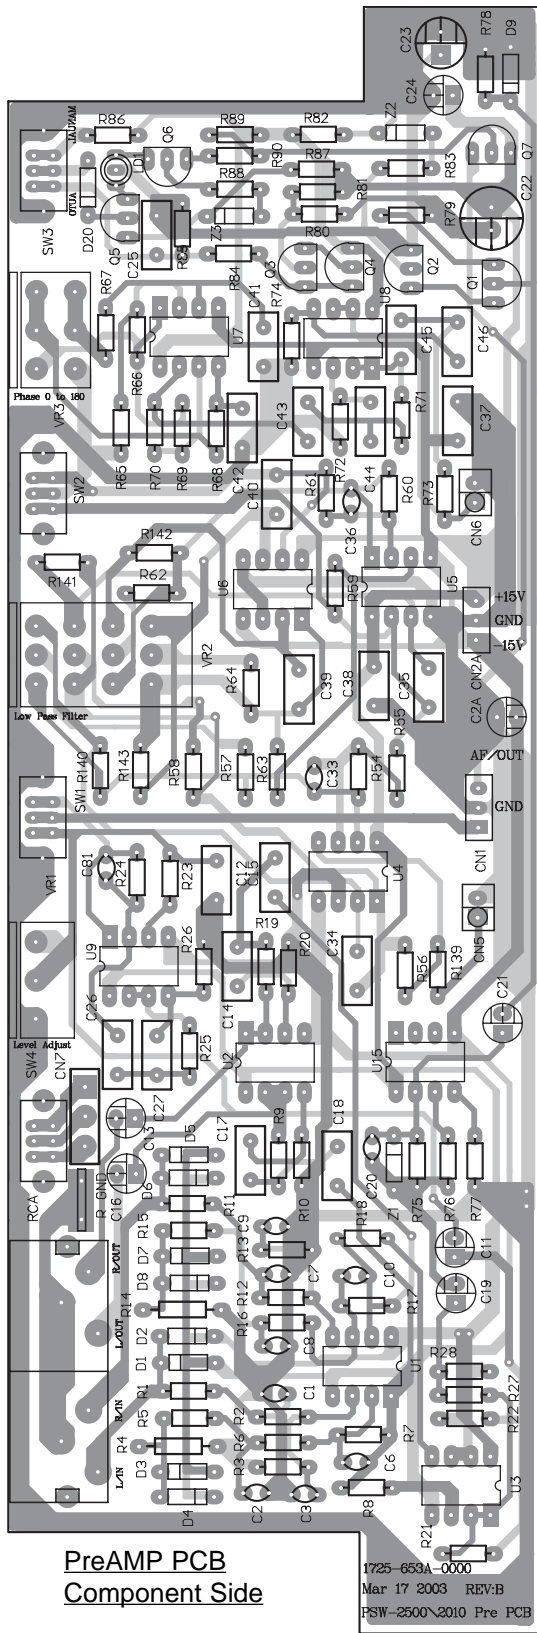 C23
R78
D9
C24
R86
Q6
R89
R82
Z2
MANUAL
R90
R87
R83
Q7
R88
R81
C22
AUTO
SW3
D20
Q5
C25
Z3
R84
R80
R79
Q3
Q4
Q2
Q1
R67
C41
R74
U8
R66
U7
C45
C46
Phase 0 to 180
VR3
R65
R70
R69
R68
C42
C43
R72
C44
R71
C37
SW2
C40
R61
C36
R60
R73
CN6
R142
R141
R62
U6
R59
U5
+15V
GND
-15V
VR2
R64
C39
C38
C35
CN2A
C2A
Low Pass Filter
R55
AF/OUT
R140
R143
R58
R57
R63
C33
R54
SW1
GND
CN1
VR1
C81
R24
R23
C12
C15
U4
CN5
U9
R26
R19
R20
C34
R56
R139
C14
C21
C26
Level Adjust
SW4
CN7
R25
U2
U15
C27
C13
D5
C17
R9
C18
RCA
R GND
C16
D6
R11
R10
C20
Z1
R75
R76
R77
R15
C9
R18
R/OUT
D7
R13
C11
D8
R12
C7
C10
C19
R14
R16
R17
L/OUT
D2
C8
R28
D1
U1
R1
C1
R27
R/IN
R5
R2
R22
R4
R6
R7
L/IN
D3
R3
C6
U3
D4
C2
C3
R8
R21
PreAMP PCB
Component Side
1725-653A-0000
Mar 17 2003 REV:B
PSW-2500\2010 Pre PCB